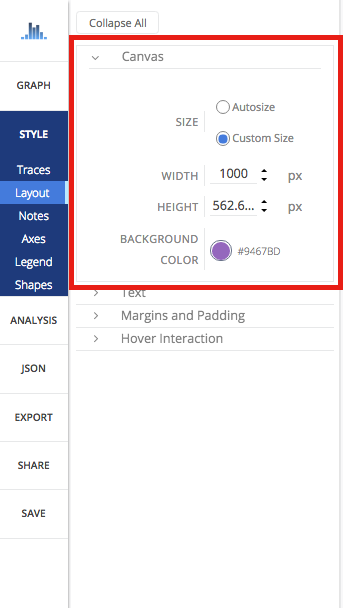 Collapse All
Canvas
GRAPH
Autosize
SIZE
STYLE
Custom Size
Traces
WIDTH 1000 px
Layout
Notes
HEIGHT 562.6... px
Axes
BACKGROUND
COLOR #9467BD
Legend
Shapes
Text
ANALYSIS
Margins and Padding
Hover Interaction
JSON
EXPORT
SHARE
SAVE